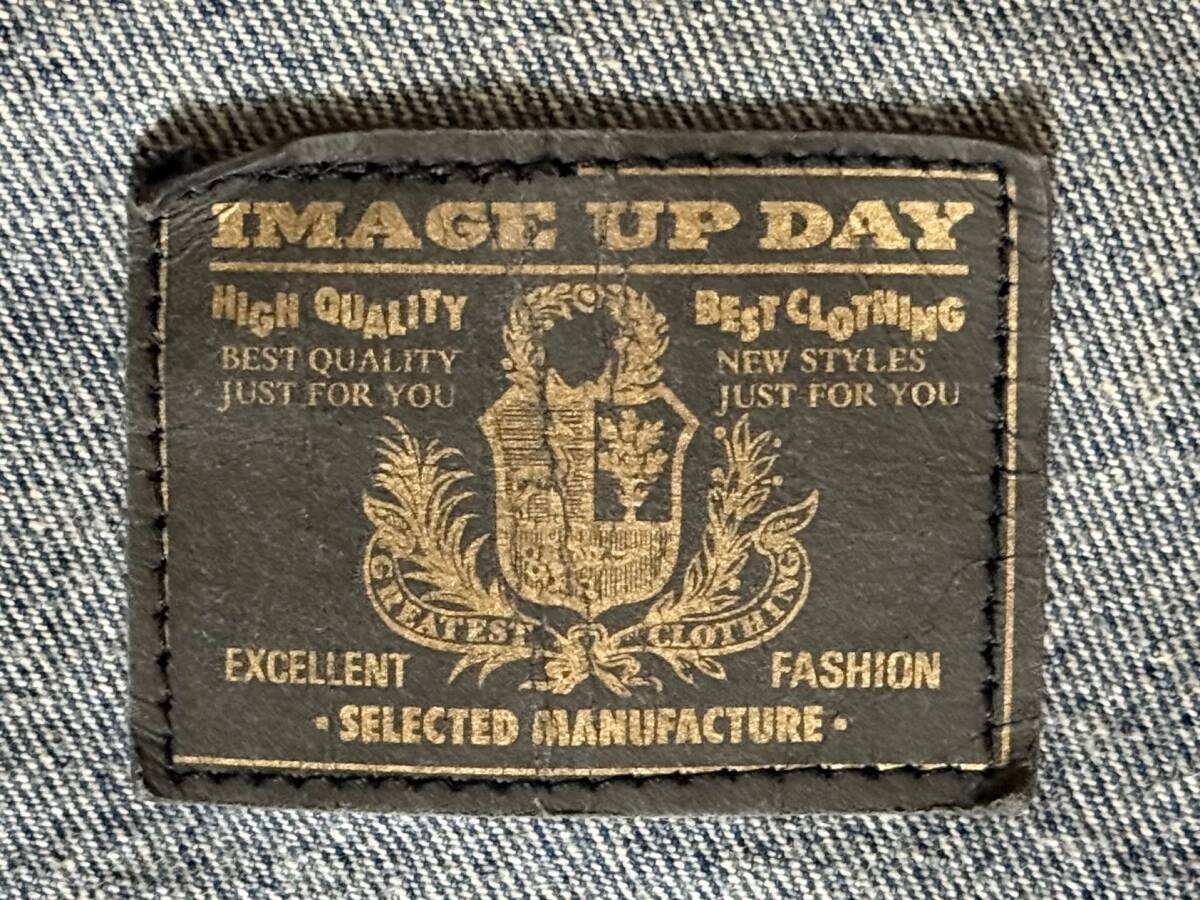 IMAGE UP DAY
HIGH QUALITY
BEST QUALITY
JUST FOR YOU
BEST CLOTHING
NEW STYLES
JUST FOR YOU
GREATEST CLOTHING
EXCELLENT FASHION
· SELECTED MANUFACTURE ·